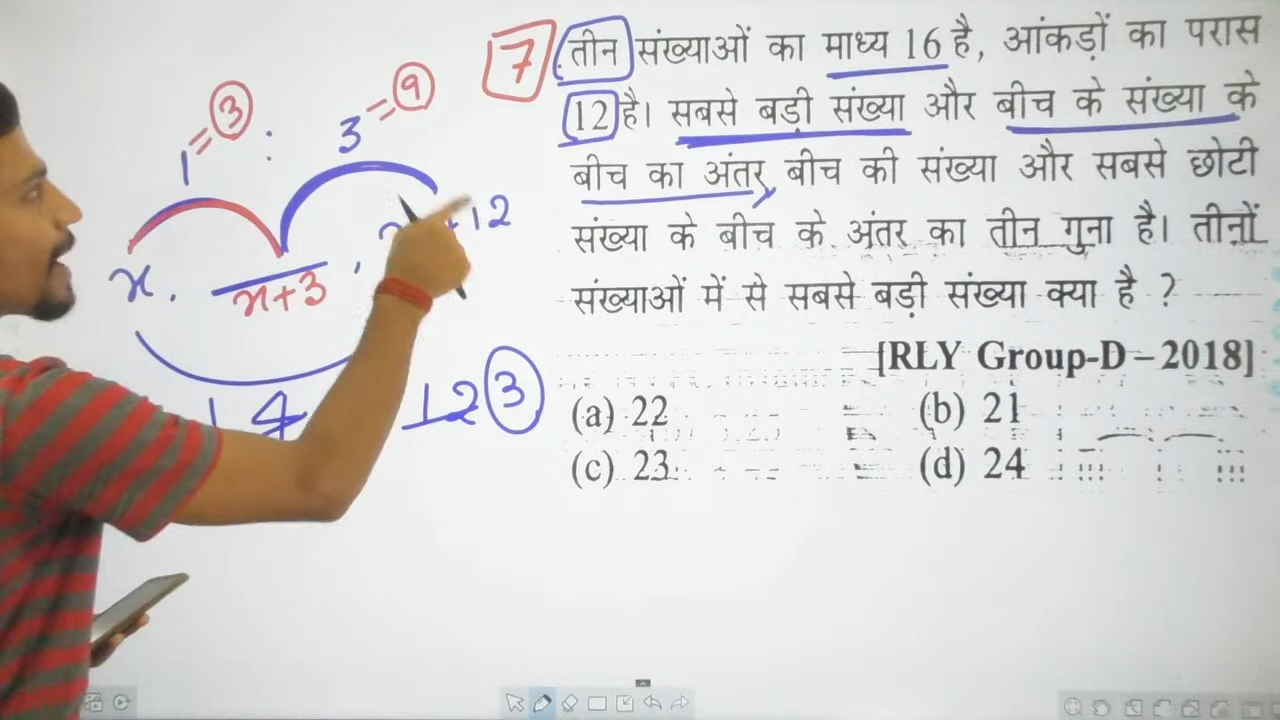 7
तीन संख्याओं का माध्य 16 है, आंकड़ों का परास
12 है। सबसे बड़ी संख्या और बीच के संख्या के
बीच का अंतर, बीच की संख्या और सबसे छोटी
संख्या के बीच के अंतर का तीन गुना है। तीनों
संख्याओं में से सबसे बड़ी संख्या क्या है ?
[RLY Group-D – 2018]
(a) 22 (b) 21
(c) 23 (d) 24
1 = 3 : 3 = 9
x, x+3, +12
4 12 3